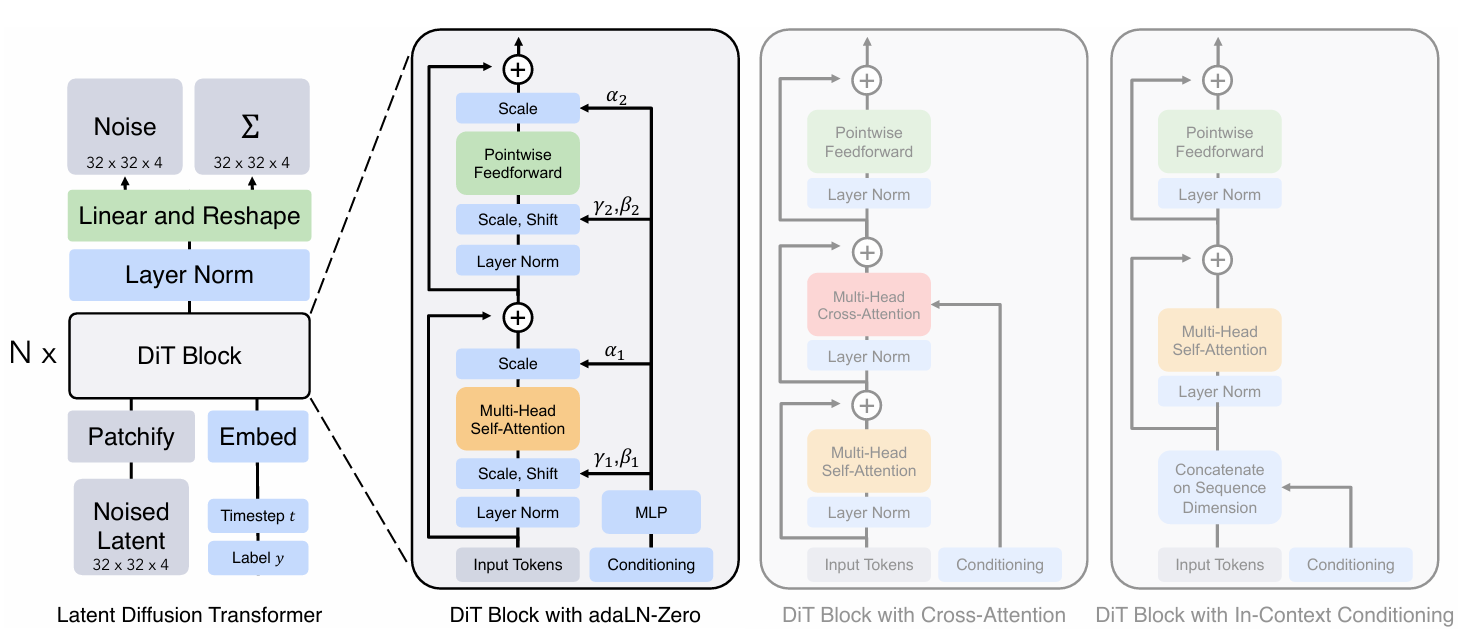 Noise
32 x 32 x 4
Σ
32 x 32 x 4
Linear and Reshape
Layer Norm
N x
DiT Block
Patchify
Embed
Noised
Latent
32 x 32 x 4
Timestep t
Label y
Latent Diffusion Transformer
+
Scale
α₂
Pointwise
Feedforward
Scale, Shift
γ₂,β₂
Layer Norm
+
Scale
α₁
Multi-Head
Self-Attention
Scale, Shift
γ₁,β₁
Layer Norm
MLP
Input Tokens
Conditioning
DiT Block with adaLN-Zero
+
Pointwise
Feedforward
Layer Norm
+
Multi-Head
Cross-Attention
Layer Norm
+
Multi-Head
Self-Attention
Layer Norm
Input Tokens
Conditioning
DiT Block with Cross-Attention
+
Pointwise
Feedforward
Layer Norm
+
Multi-Head
Self-Attention
Layer Norm
Concatenate
on Sequence
Dimension
Input Tokens
Conditioning
DiT Block with In-Context Conditioning